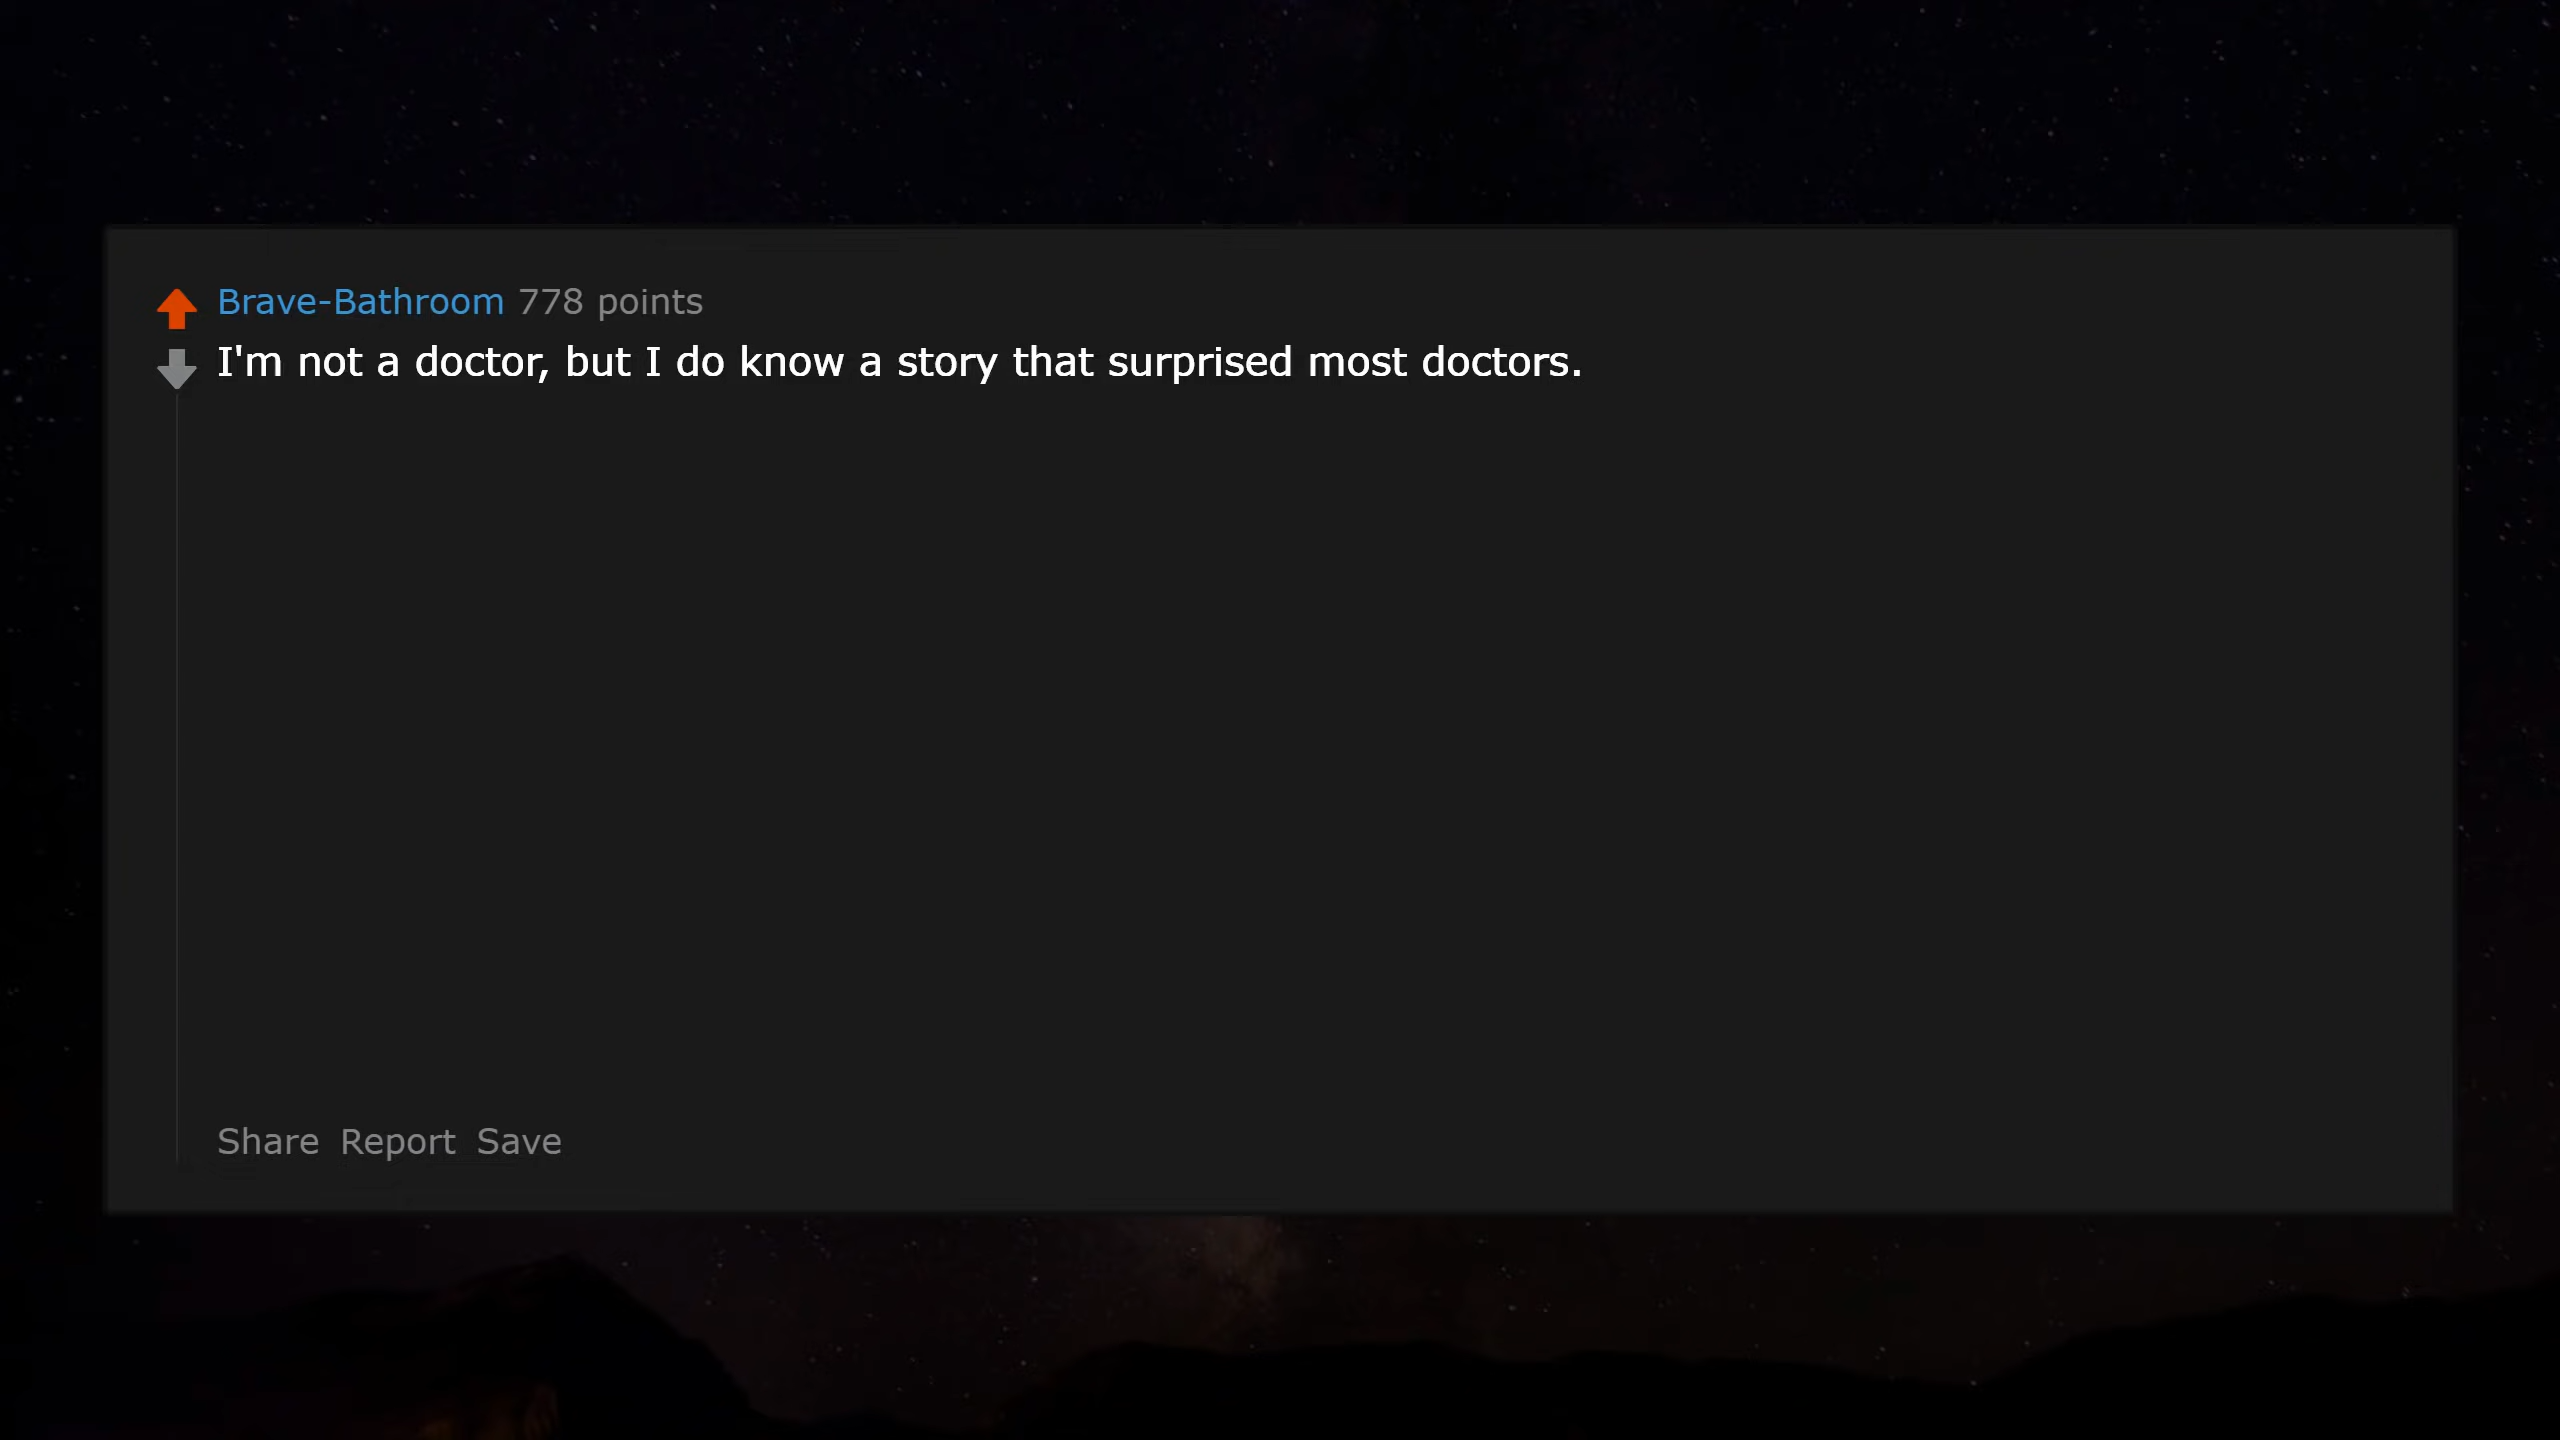 Brave-Bathroom 778 points
I'm not a doctor, but I do know a story that surprised most doctors.
Share Report Save